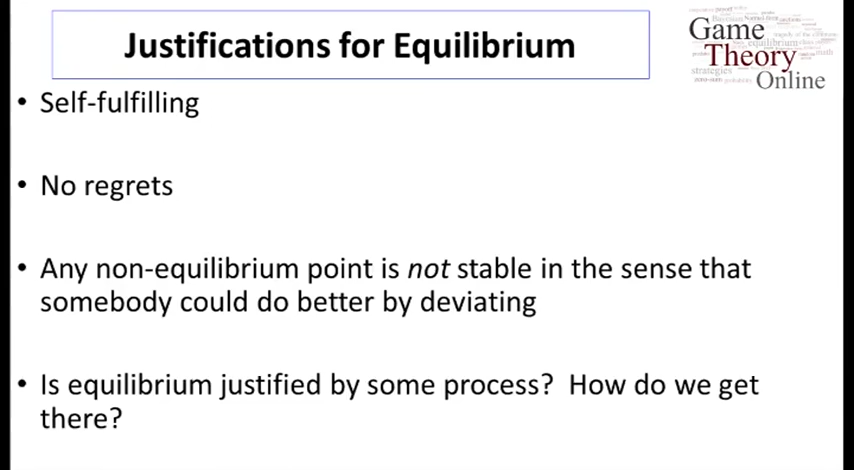 Justifications for Equilibrium
Game
Theory
Online
strategies
• Self-fulfilling
• No regrets
• Any non-equilibrium point is not stable in the sense that
somebody could do better by deviating
• Is equilibrium justified by some process?  How do we get
there?